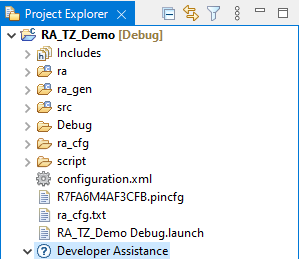 Project Explorer
RA_TZ_Demo [Debug]
Includes
ra
ra_gen
src
Debug
ra_cfg
script
configuration.xml
R7FA6M4AF3CFB.pincfg
ra_cfg.txt
RA_TZ_Demo Debug.launch
Developer Assistance